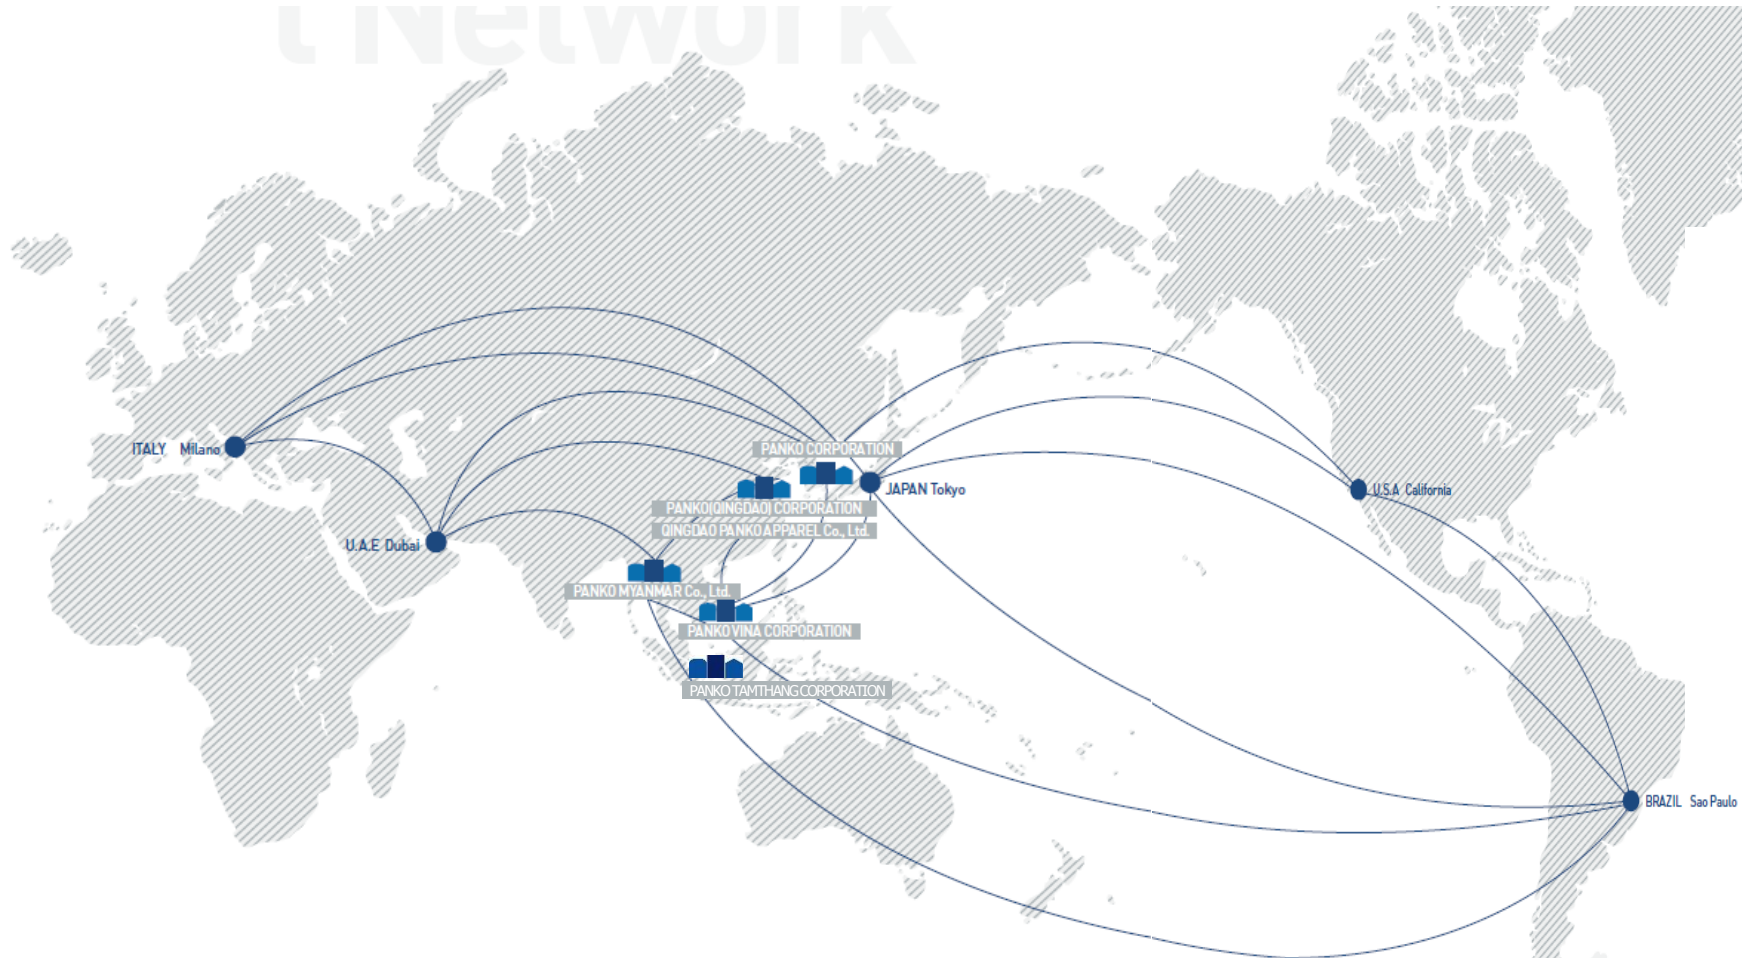 t Network
PANKO CORPORATION
ITALY Milano
JAPAN Tokyo
U.S.A California
PANKO(QINGDAO) CORPORATION
QINGDAO PANKO APPAREL Co., Ltd.
U.A.E Dubai
PANKO MYANMAR Co., Ltd.
PANKO VINA CORPORATION
PANKO TAMTHANG CORPORATION
BRAZIL Sao Paulo